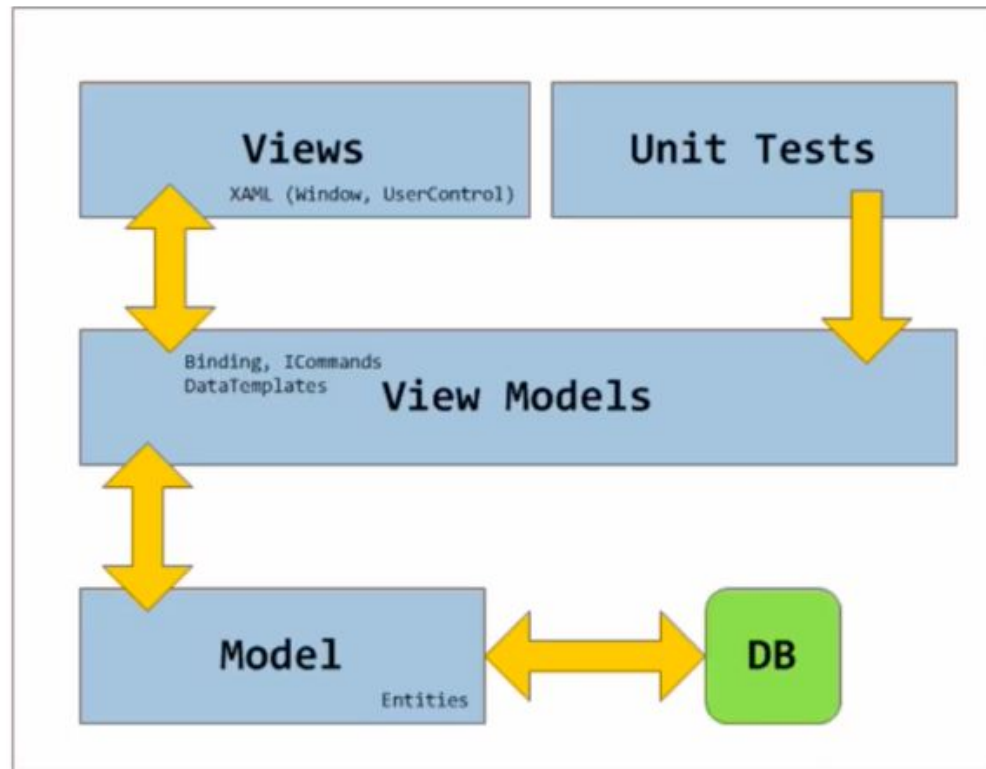 Views
XAML (Window, UserControl)
Unit Tests
Binding, ICommands
DataTemplates
View Models
Model
Entities
DB